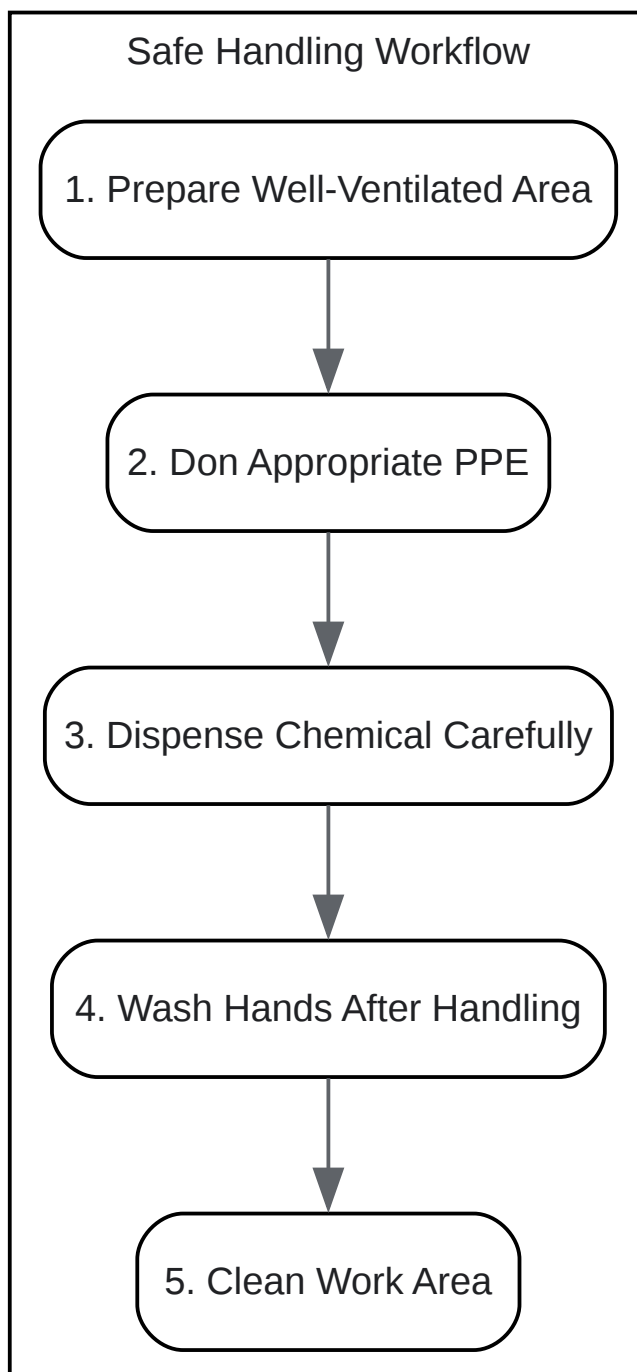 Safe Handling Workflow
1. Prepare Well-Ventilated Area
2. Don Appropriate PPE
3. Dispense Chemical Carefully
4. Wash Hands After Handling
5. Clean Work Area